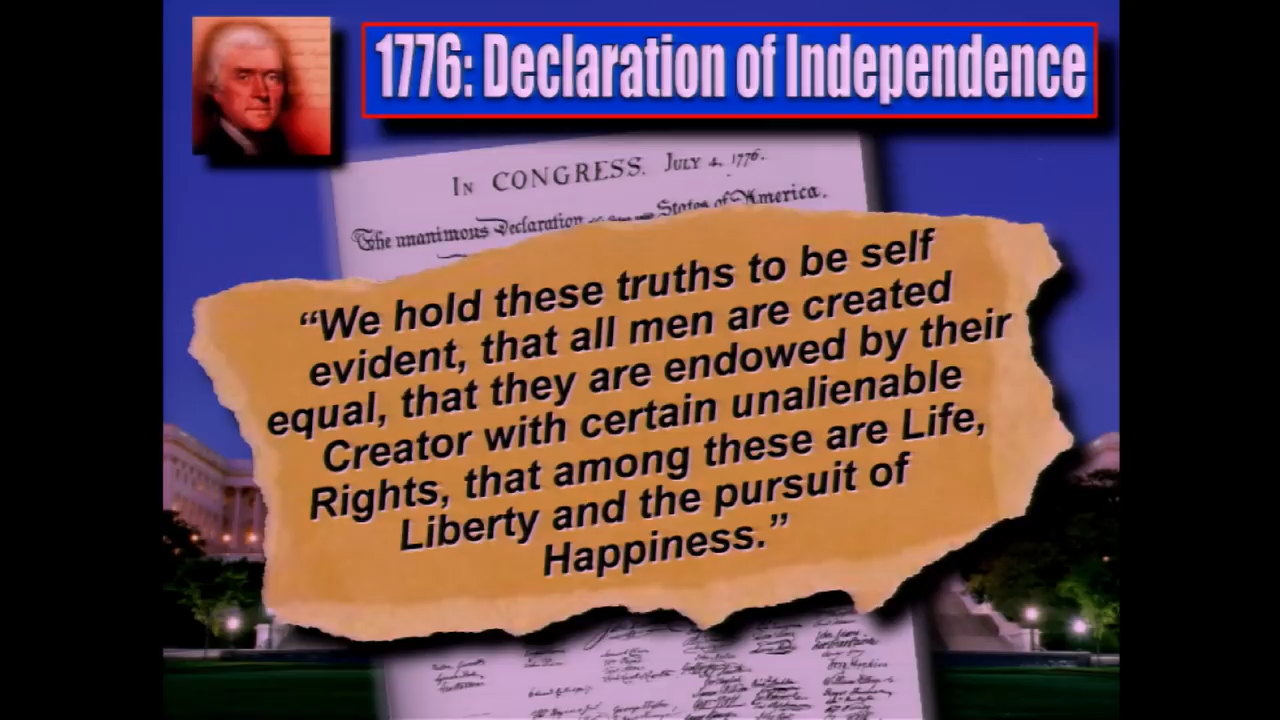 1776: Declaration of Independence
IN CONGRESS. JULY 4, 1776.
The unanimous Declaration States of America.
“We hold these truths to be self
evident, that all men are created
equal, that they are endowed by their
Creator with certain unalienable
Rights, that among these are Life,
Liberty and the pursuit of
Happiness.”